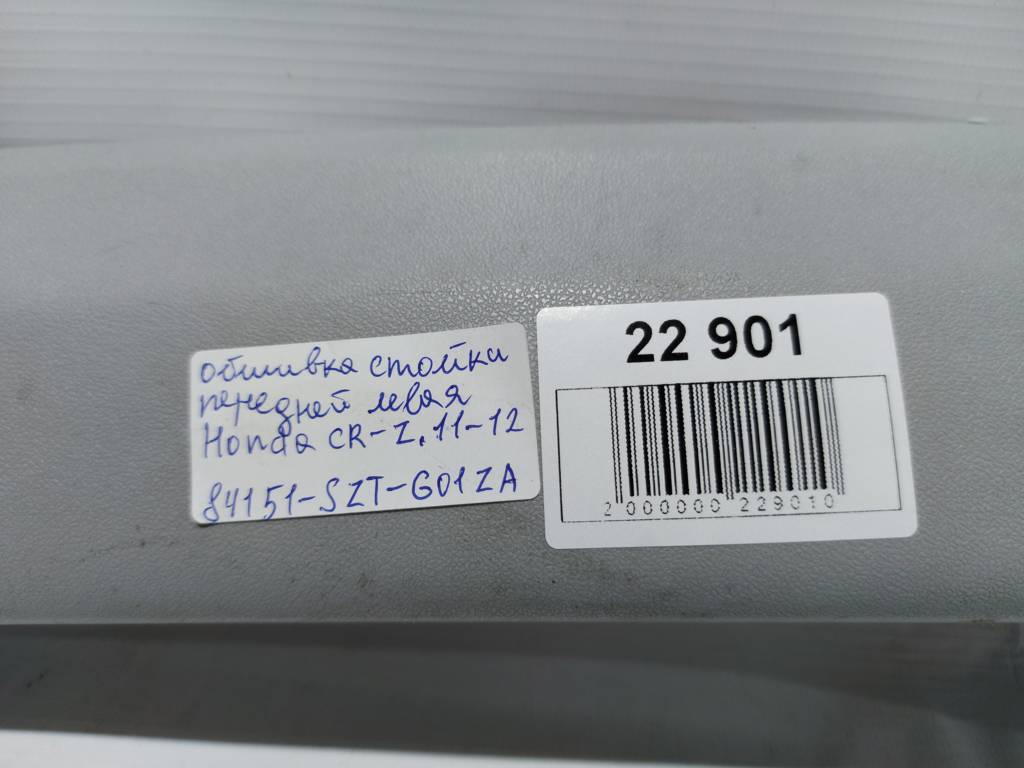 обшивка стойки
передней левая
Honda CR-Z, 11-12
84151-SZT-G01ZA
22 901
2 000000 229010